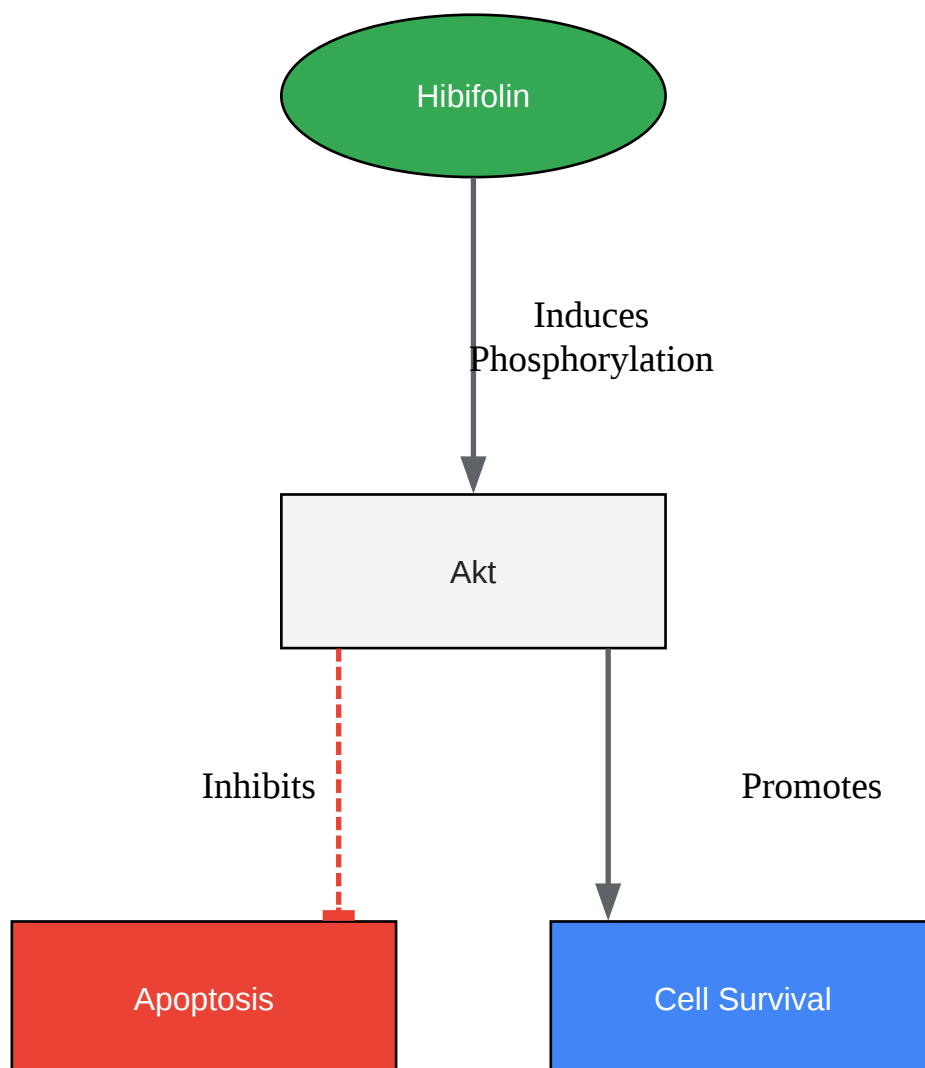 Hibifolin
Induces
Phosphorylation
Akt
Inhibits
Promotes
Apoptosis
Cell Survival